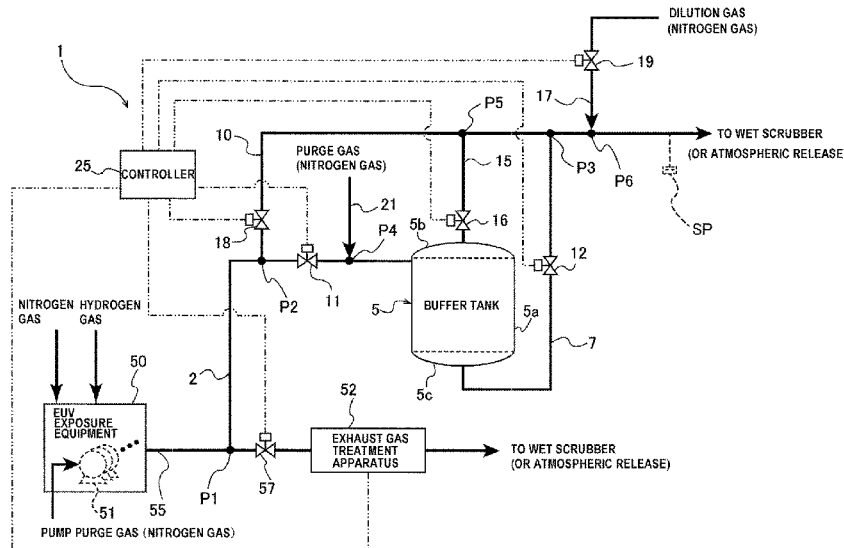 DILUTION GAS
(NITROGEN GAS)
1
19
17
P5
10
TO WET SCRUBBER
(OR ATMOSPHERIC RELEASE
PURGE GAS
(NITROGEN GAS)
15
P3
P6
25
CONTROLLER
21
16
SP
18
P4
5b
12
P2
11
5
BUFFER TANK
5a
7
NITROGEN
GAS
HYDROGEN
GAS
2
5c
50
EUV
EXPOSURE
EQUIPMENT
52
EXHAUST GAS
TREATMENT
APPARATUS
TO WET SCRUBBER
(OR ATMOSPHERIC RELEASE)
51
55
P1
57
PUMP PURGE GAS (NITROGEN GAS)